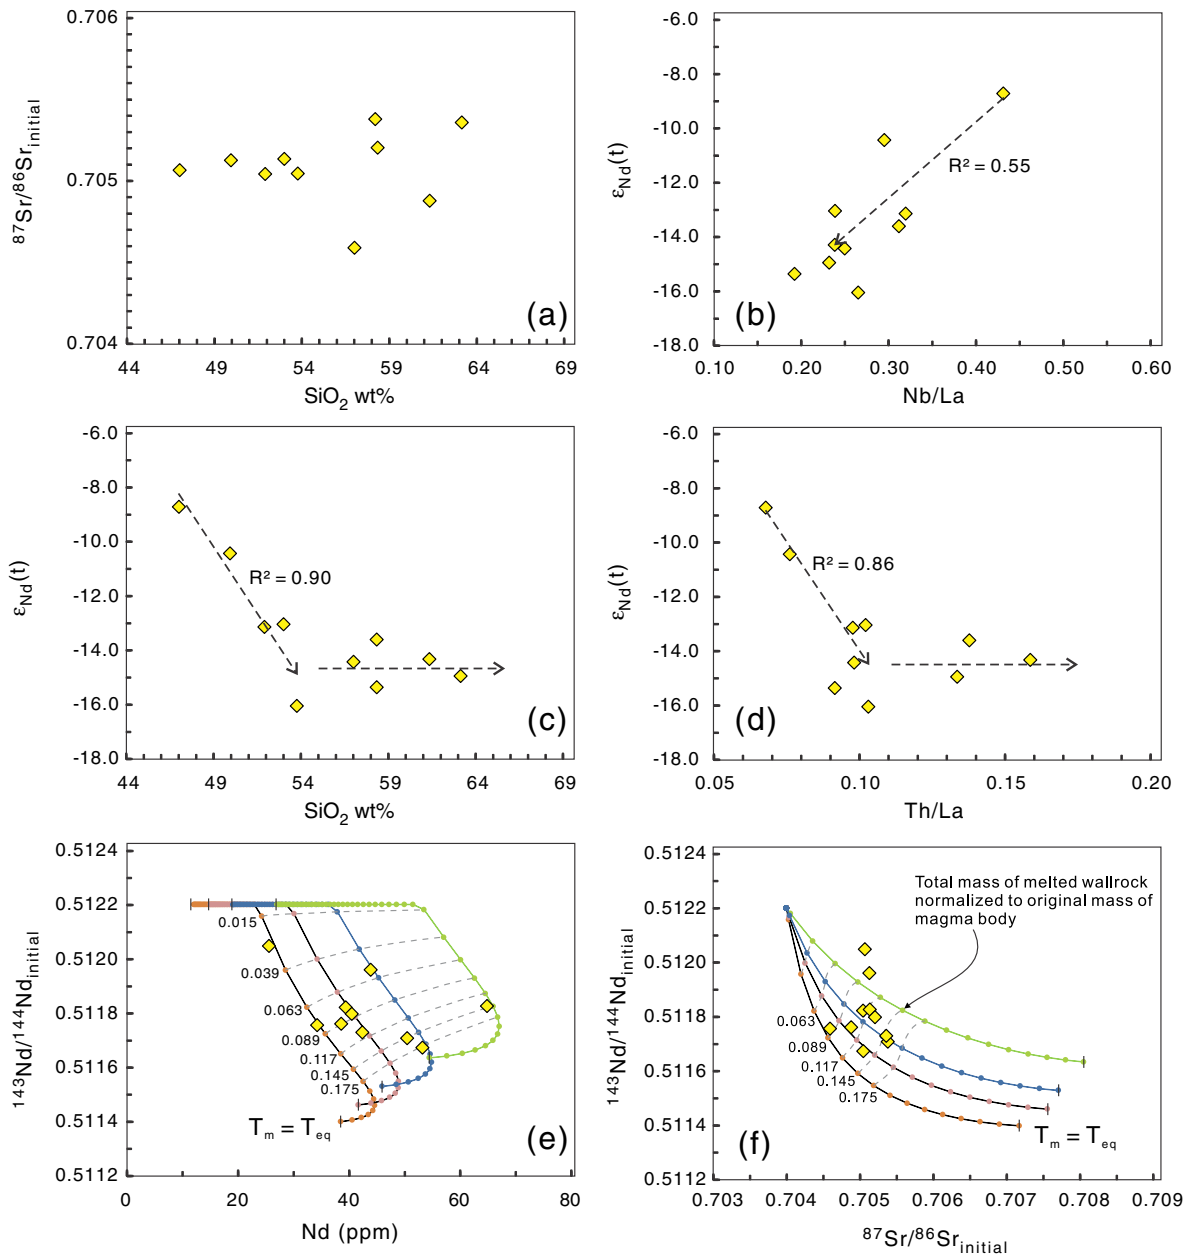 0.706
0.705
0.704
87Sr/86Srinitial
44 49 54 59 64 69
SiO2 wt%
(a)
-6.0
-8.0
-10.0
-12.0
-14.0
-16.0
-18.0
εNd(t)
R² = 0.55
0.10 0.20 0.30 0.40 0.50 0.60
Nb/La
(b)
-6.0
-8.0
-10.0
-12.0
-14.0
-16.0
-18.0
εNd(t)
R² = 0.90
44 49 54 59 64 69
SiO2 wt%
(c)
-6.0
-8.0
-10.0
-12.0
-14.0
-16.0
-18.0
εNd(t)
R² = 0.86
0.05 0.10 0.15 0.20
Th/La
(d)
0.5124
0.5122
0.5120
0.5118
0.5116
0.5114
0.5112
143Nd/144Ndinitial
0.015
0.039
0.063
0.089
0.117
0.145
0.175
Tm = Teq
0 20 40 60 80
Nd (ppm)
(e)
0.5124
0.5122
0.5120
0.5118
0.5116
0.5114
0.5112
143Nd/144Ndinitial
Total mass of melted wallrock
normalized to original mass of
magma body
0.063
0.089
0.117
0.145
0.175
Tm = Teq
0.703 0.704 0.705 0.706 0.707 0.708 0.709
87Sr/86Srinitial
(f)